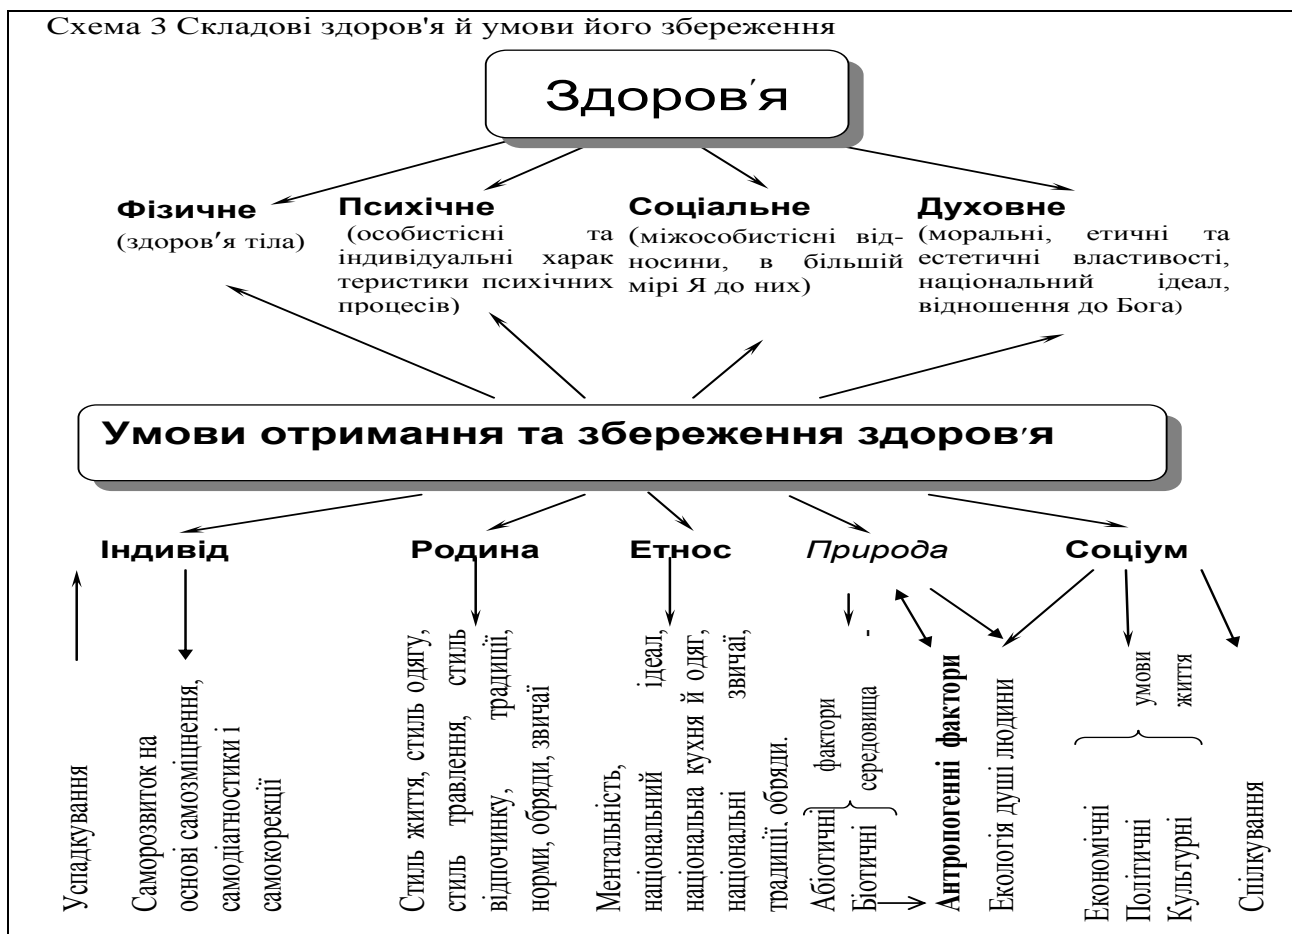 Схема 3 Складові здоров'я й умови його збереження
Здоров′я
Фізичне
(здоров′я тіла)
Психічне
(особистісні та
індивідуальні харак
теристики психічних
процесів)
Соціальне
(міжособистісні від-
носини, в більшій
мірі Я до них)
Духовне
(моральні, етичні та
естетичні властивості,
національний ідеал,
відношення до Бога)
Умови отримання та збереження здоров′я
Індивід
Родина
Етнос
Природа
Соціум
Успадкування
Саморозвиток на
основі самозміцнення,
самодіагностики і
самокорекції
Стиль життя, стиль одягу,
стиль травлення, стиль
відпочинку, традиції,
норми, обряди, звичаї
Ментальність,
національний ідеал,
національна кухня й одяг,
національні звичаї,
традиції, обряди.
Абіотичні
Біотичні
фактори
середовища
-
Антропогенні фактори
Екологія душі людини
Економічні
Політичні
Культурні
умови
життя
Спілкування